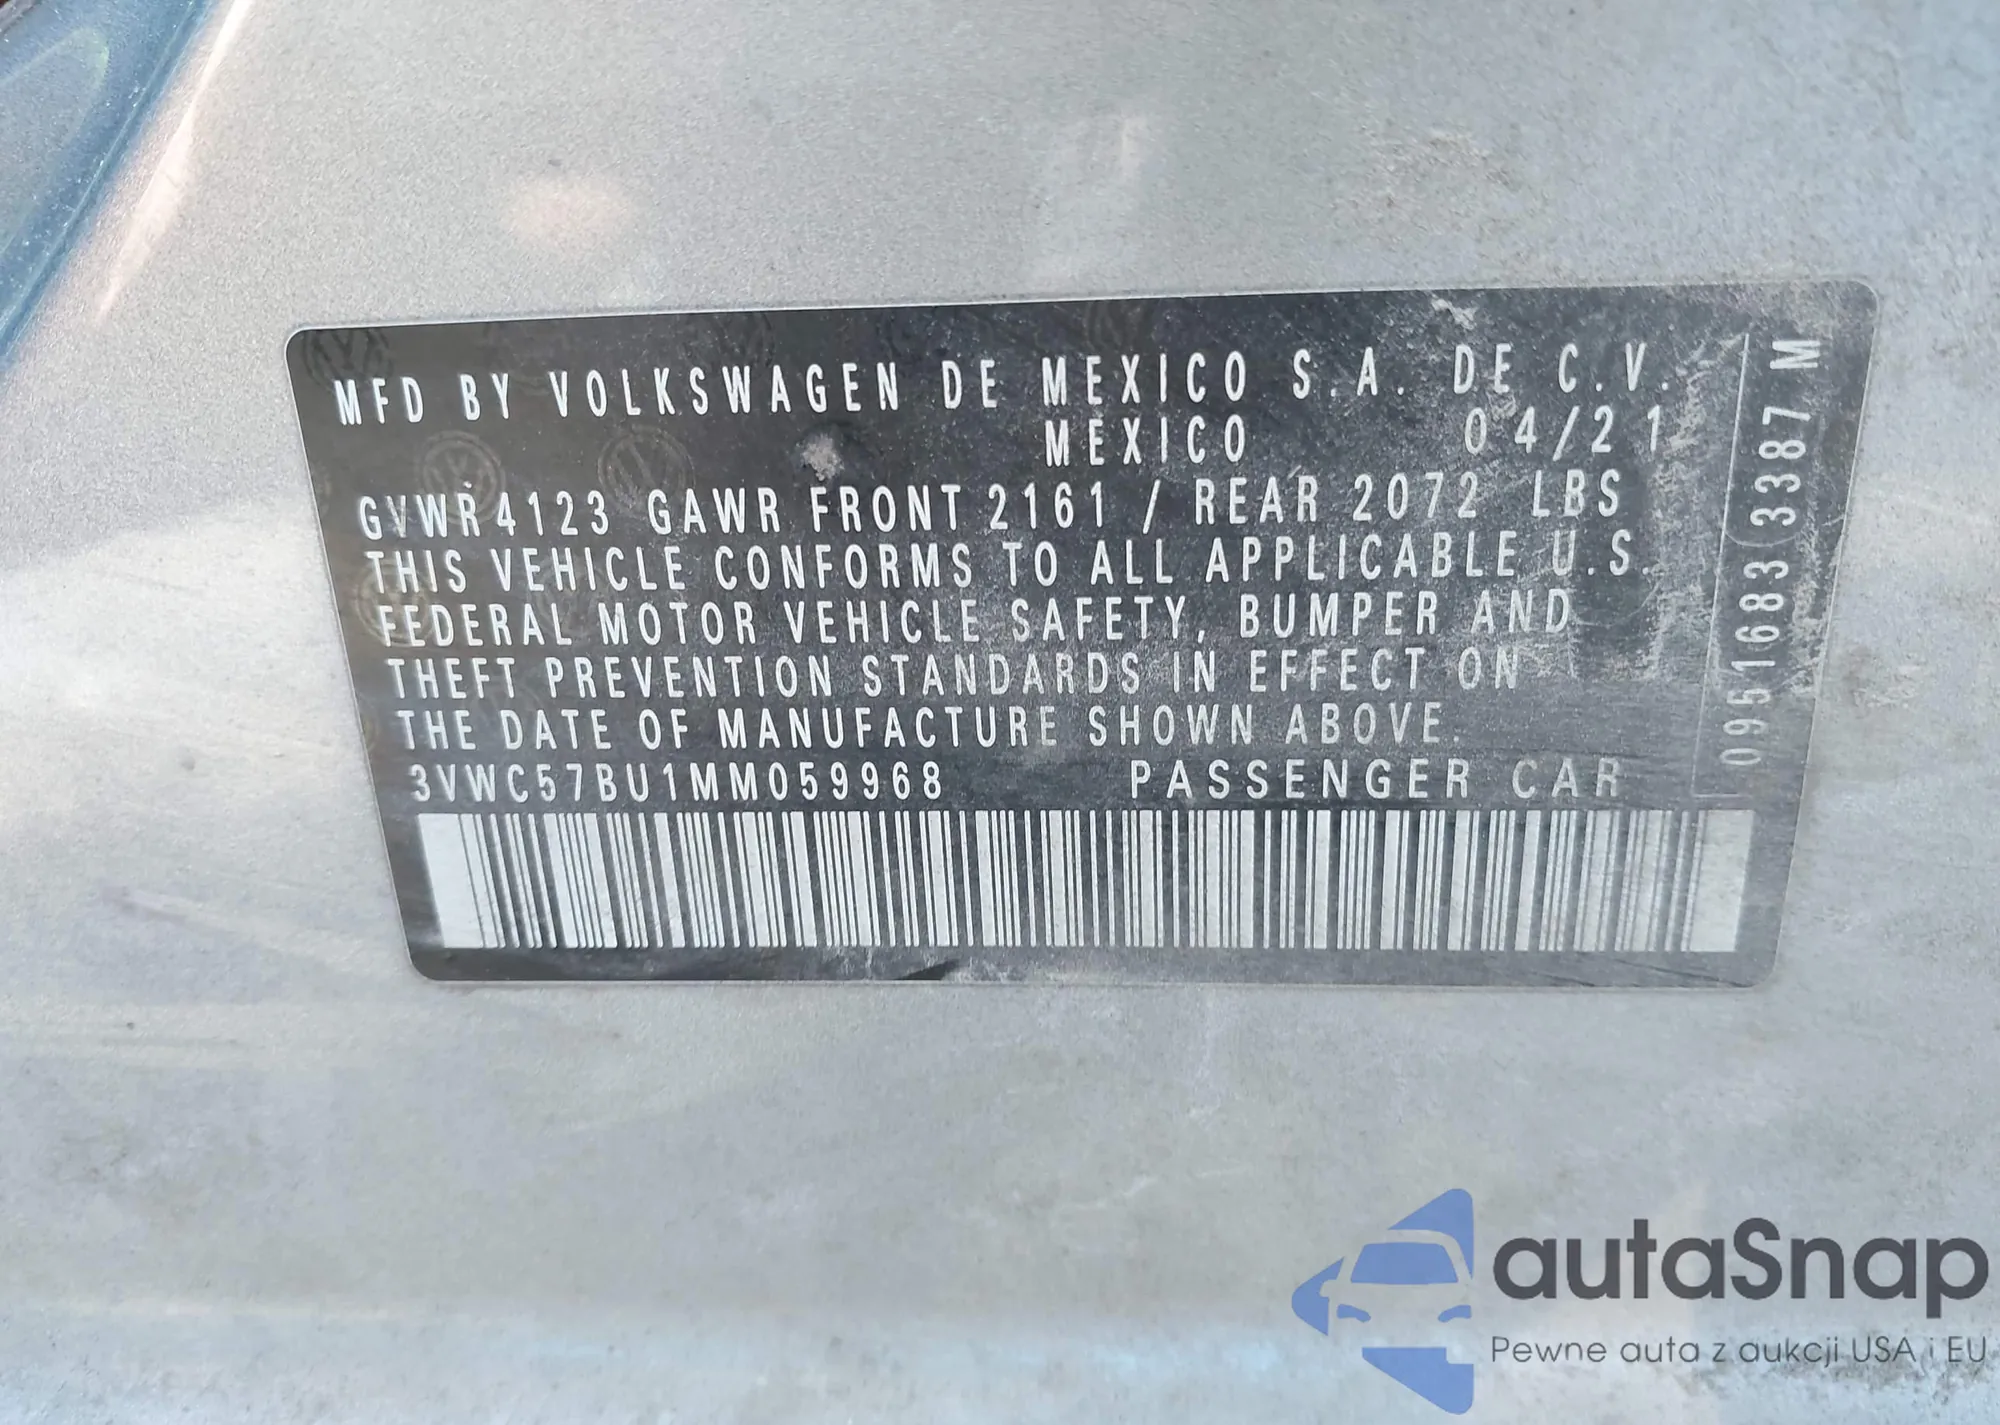 MFD BY VOLKSWAGEN DE MEXICO S.A. DE C.V.
MEXICO 04/21
GVWR 4123 GAWR FRONT 2161 / REAR 2072 LBS
THIS VEHICLE CONFORMS TO ALL APPLICABLE U.S.
FEDERAL MOTOR VEHICLE SAFETY, BUMPER AND
THEFT PREVENTION STANDARDS IN EFFECT ON
THE DATE OF MANUFACTURE SHOWN ABOVE.
3VWC57BU1MM059968 PASSENGER CAR
0951683 3387 M
autaSnap
Pewne auta z aukcji USA i EU